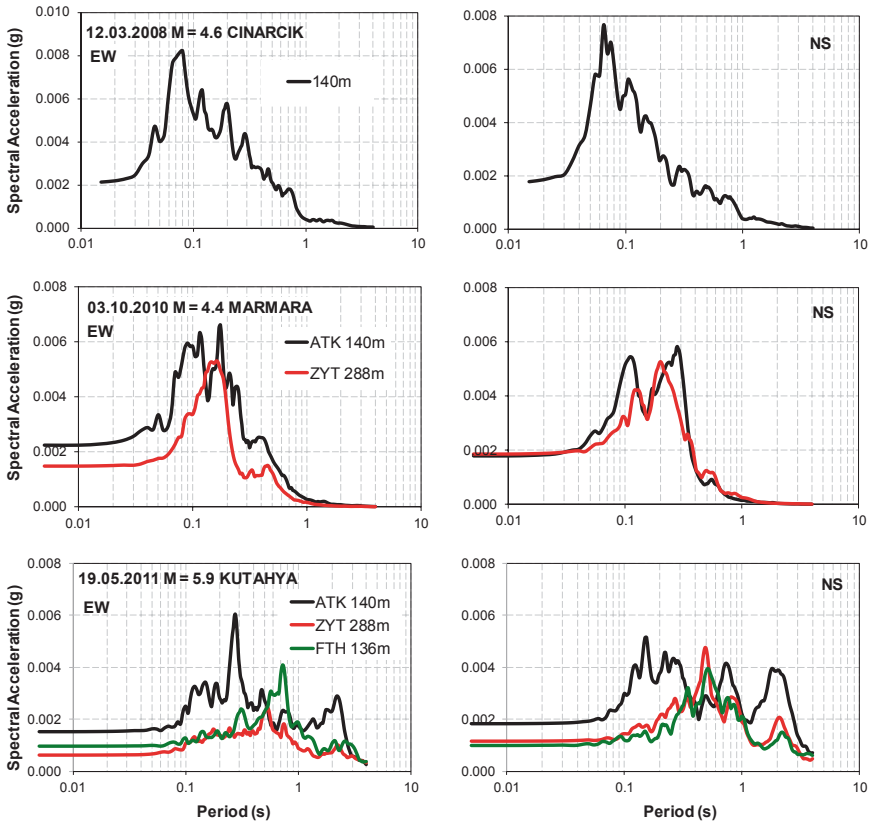 Spectral Acceleration (g)
0.010
0.008
0.006
0.004
0.002
0.000
12.03.2008 M = 4.6 CINARCIK
EW
140m
0.01
0.1
1
10
0.008
0.006
0.004
0.002
0.000
NS
0.01
0.1
1
10
Spectral Acceleration (g)
0.008
0.006
0.004
0.002
0.000
03.10.2010 M = 4.4 MARMARA
EW
ATK 140m
ZYT 288m
0.01
0.1
1
10
0.008
0.006
0.004
0.002
0.000
NS
0.01
0.1
1
10
Spectral Acceleration (g)
0.008
0.006
0.004
0.002
0.000
19.05.2011 M = 5.9 KUTAHYA
EW
ATK 140m
ZYT 288m
FTH 136m
0.01
0.1
1
10
Period (s)
0.008
0.006
0.004
0.002
0.000
NS
0.01
0.1
1
10
Period (s)